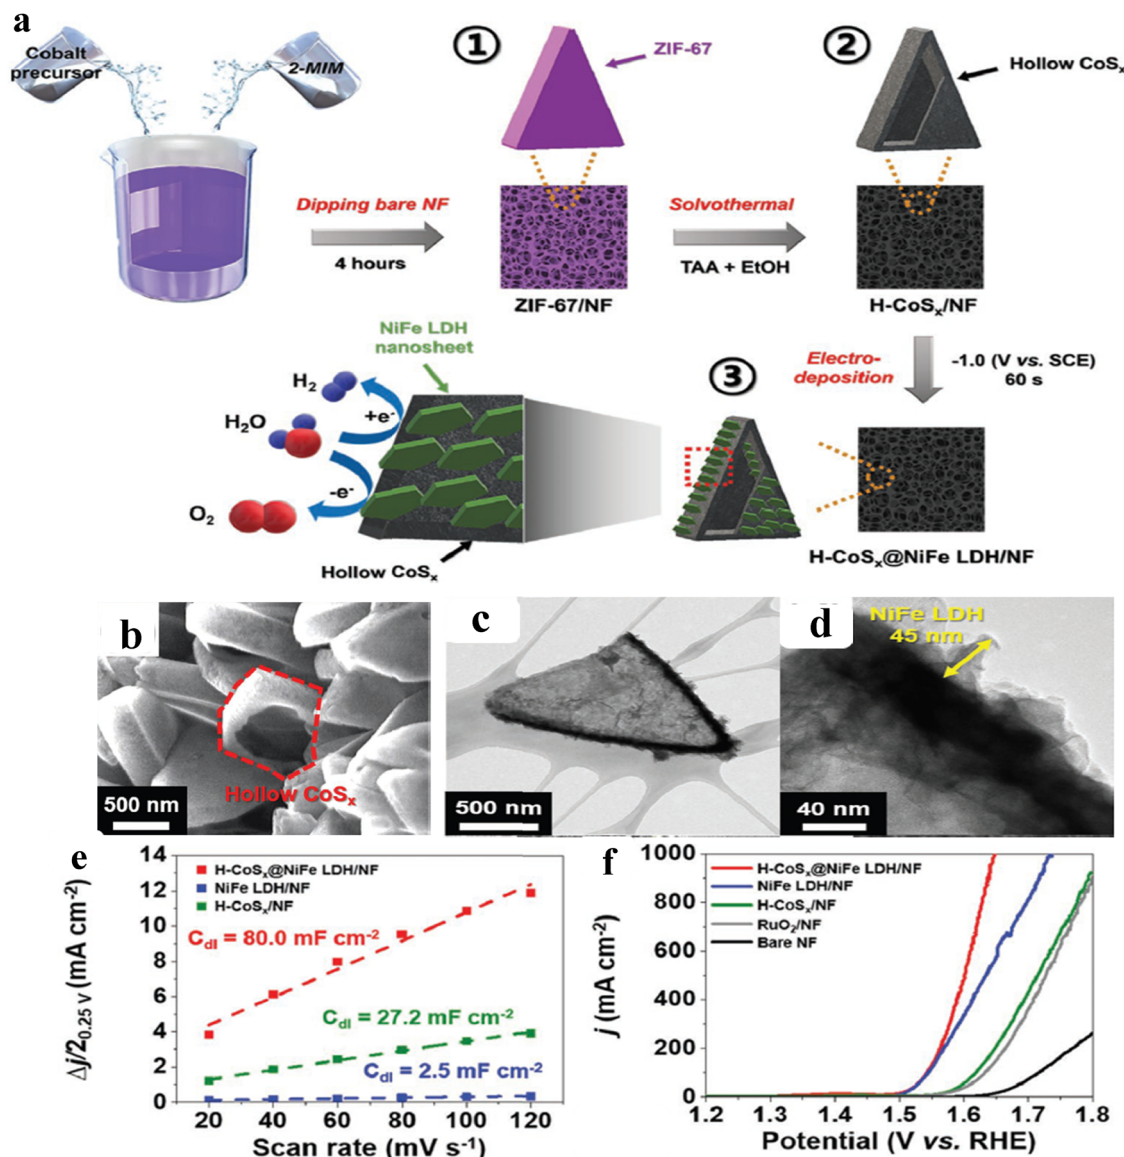 a
Cobalt
precursor
2-MIM
①
ZIF-67
②
Hollow CoSₓ
Dipping bare NF
4 hours
ZIF-67/NF
Solvothermal
TAA + EtOH
H-CoSₓ/NF
NiFe LDH
nanosheet
H₂
H₂O
+e⁻
-e⁻
O₂
Hollow CoSₓ
③
Electro-
deposition
-1.0 (V vs. SCE)
60 s
H-CoSₓ@NiFe LDH/NF
b
Hollow CoSₓ
500 nm
c
500 nm
d
NiFe LDH
45 nm
40 nm
e
Δj/2₀.₂₅ ᵥ (mA cm⁻²)
14
12
10
8
6
4
2
0
H-CoSₓ@NiFe LDH/NF
NiFe LDH/NF
H-CoSₓ/NF
C_dl = 80.0 mF cm⁻²
C_dl = 27.2 mF cm⁻²
C_dl = 2.5 mF cm⁻²
20 40 60 80 100 120
Scan rate (mV s⁻¹)
f
j (mA cm⁻²)
1000
800
600
400
200
0
H-CoSₓ@NiFe LDH/NF
NiFe LDH/NF
H-CoSₓ/NF
RuO₂/NF
Bare NF
1.2 1.3 1.4 1.5 1.6 1.7 1.8
Potential (V vs. RHE)